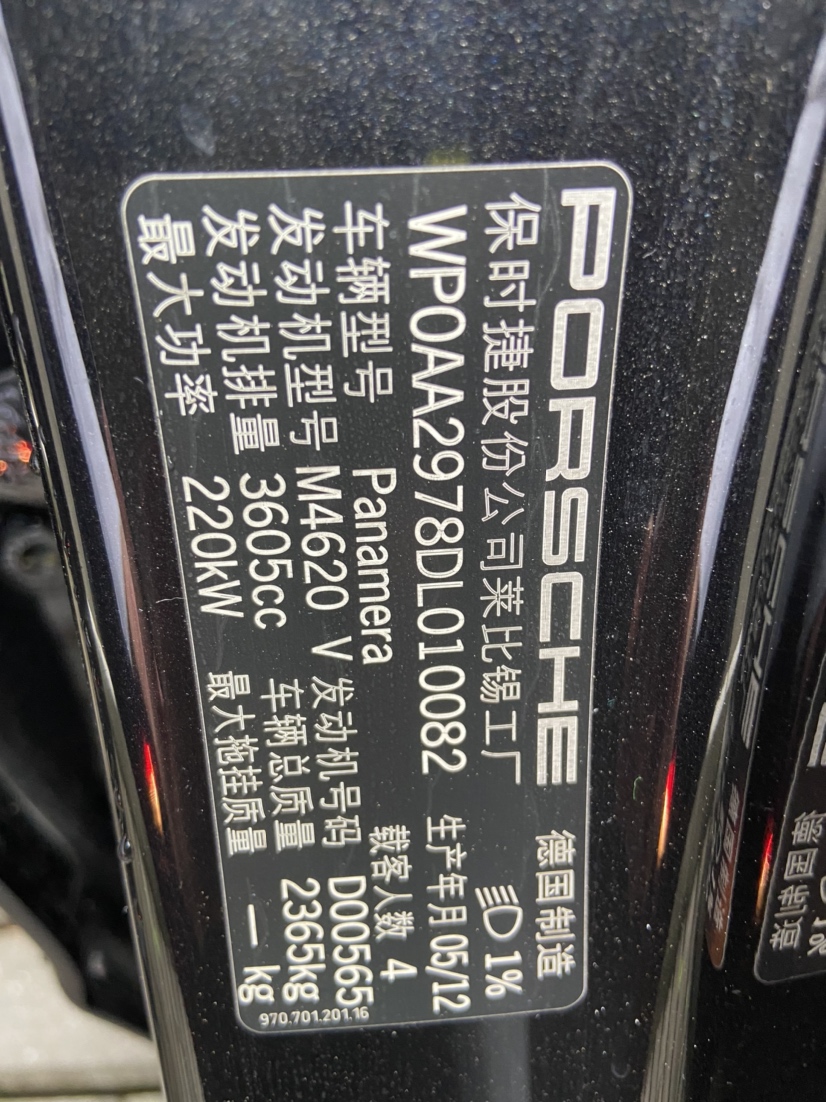 PORSCHE 德国制造
保时捷股份公司莱比锡工厂 1%
WP0AA2978DL010082 生产年月 05/12
车辆型号 Panamera 载客人数 4
发动机型号 M4620 V 发动机号码 D00565
发动机排量 3605cc 车辆总质量 2365kg
最大功率 220kW 最大拖挂质量 — kg
970.701.201.16